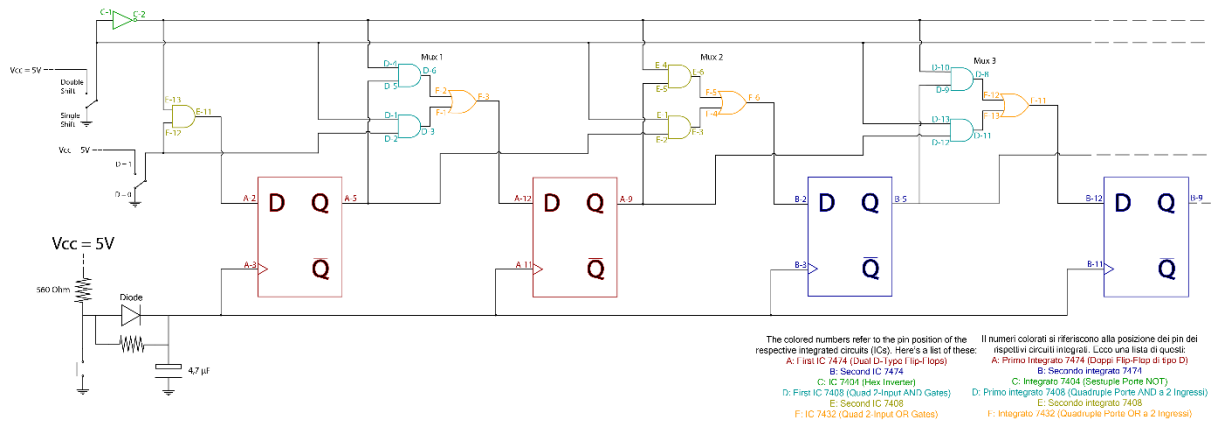 C-1
C-2
Vcc = 5V
Double
Shift
Single
Shift
Vcc 5V
D = 1
D = 0
E-13
E-12
E-11
Mux 1
D-4
D-5
D-6
D-1
D-2
D-3
F-2
F-1
F-3
Mux 2
E-4
E-5
E-6
E-1
E-2
E-3
F-5
F-4
F-6
Mux 3
D-10
D-9
D-8
D-13
D-12
D-11
F-12
F-13
F-11
A-2
D Q
A-5
A-3
Q
A-12
D Q
A-9
A-11
Q
B-2
D Q
B-5
B-3
Q
B-12
D Q
B-9
B-11
Q
Vcc = 5V
560 Ohm
Diode
4,7 µF
The colored numbers refer to the pin position of the
respective integrated circuits (ICs). Here's a list of these:
A: First IC 7474 (Dual D-Type Flip-Flops)
B: Second IC 7474
C: IC 7404 (Hex Inverter)
D: First IC 7408 (Quad 2-Input AND Gates)
E: Second IC 7408
F: IC 7432 (Quad 2-Input OR Gates)
Il numeri colorati si riferiscono alla posizione dei pin dei
rispettivi circuiti integrati. Ecco una lista di questi:
A: Primo Integrato 7474 (Doppi Flip-Flop di tipo D)
B: Secondo integrato 7474
C: Integrato 7404 (Sestuple Porte NOT)
D: Primo integrato 7408 (Quadruple Porte AND a 2 Ingressi)
E: Secondo integrato 7408
F: Integrato 7432 (Quadruple Porte OR a 2 Ingressi)